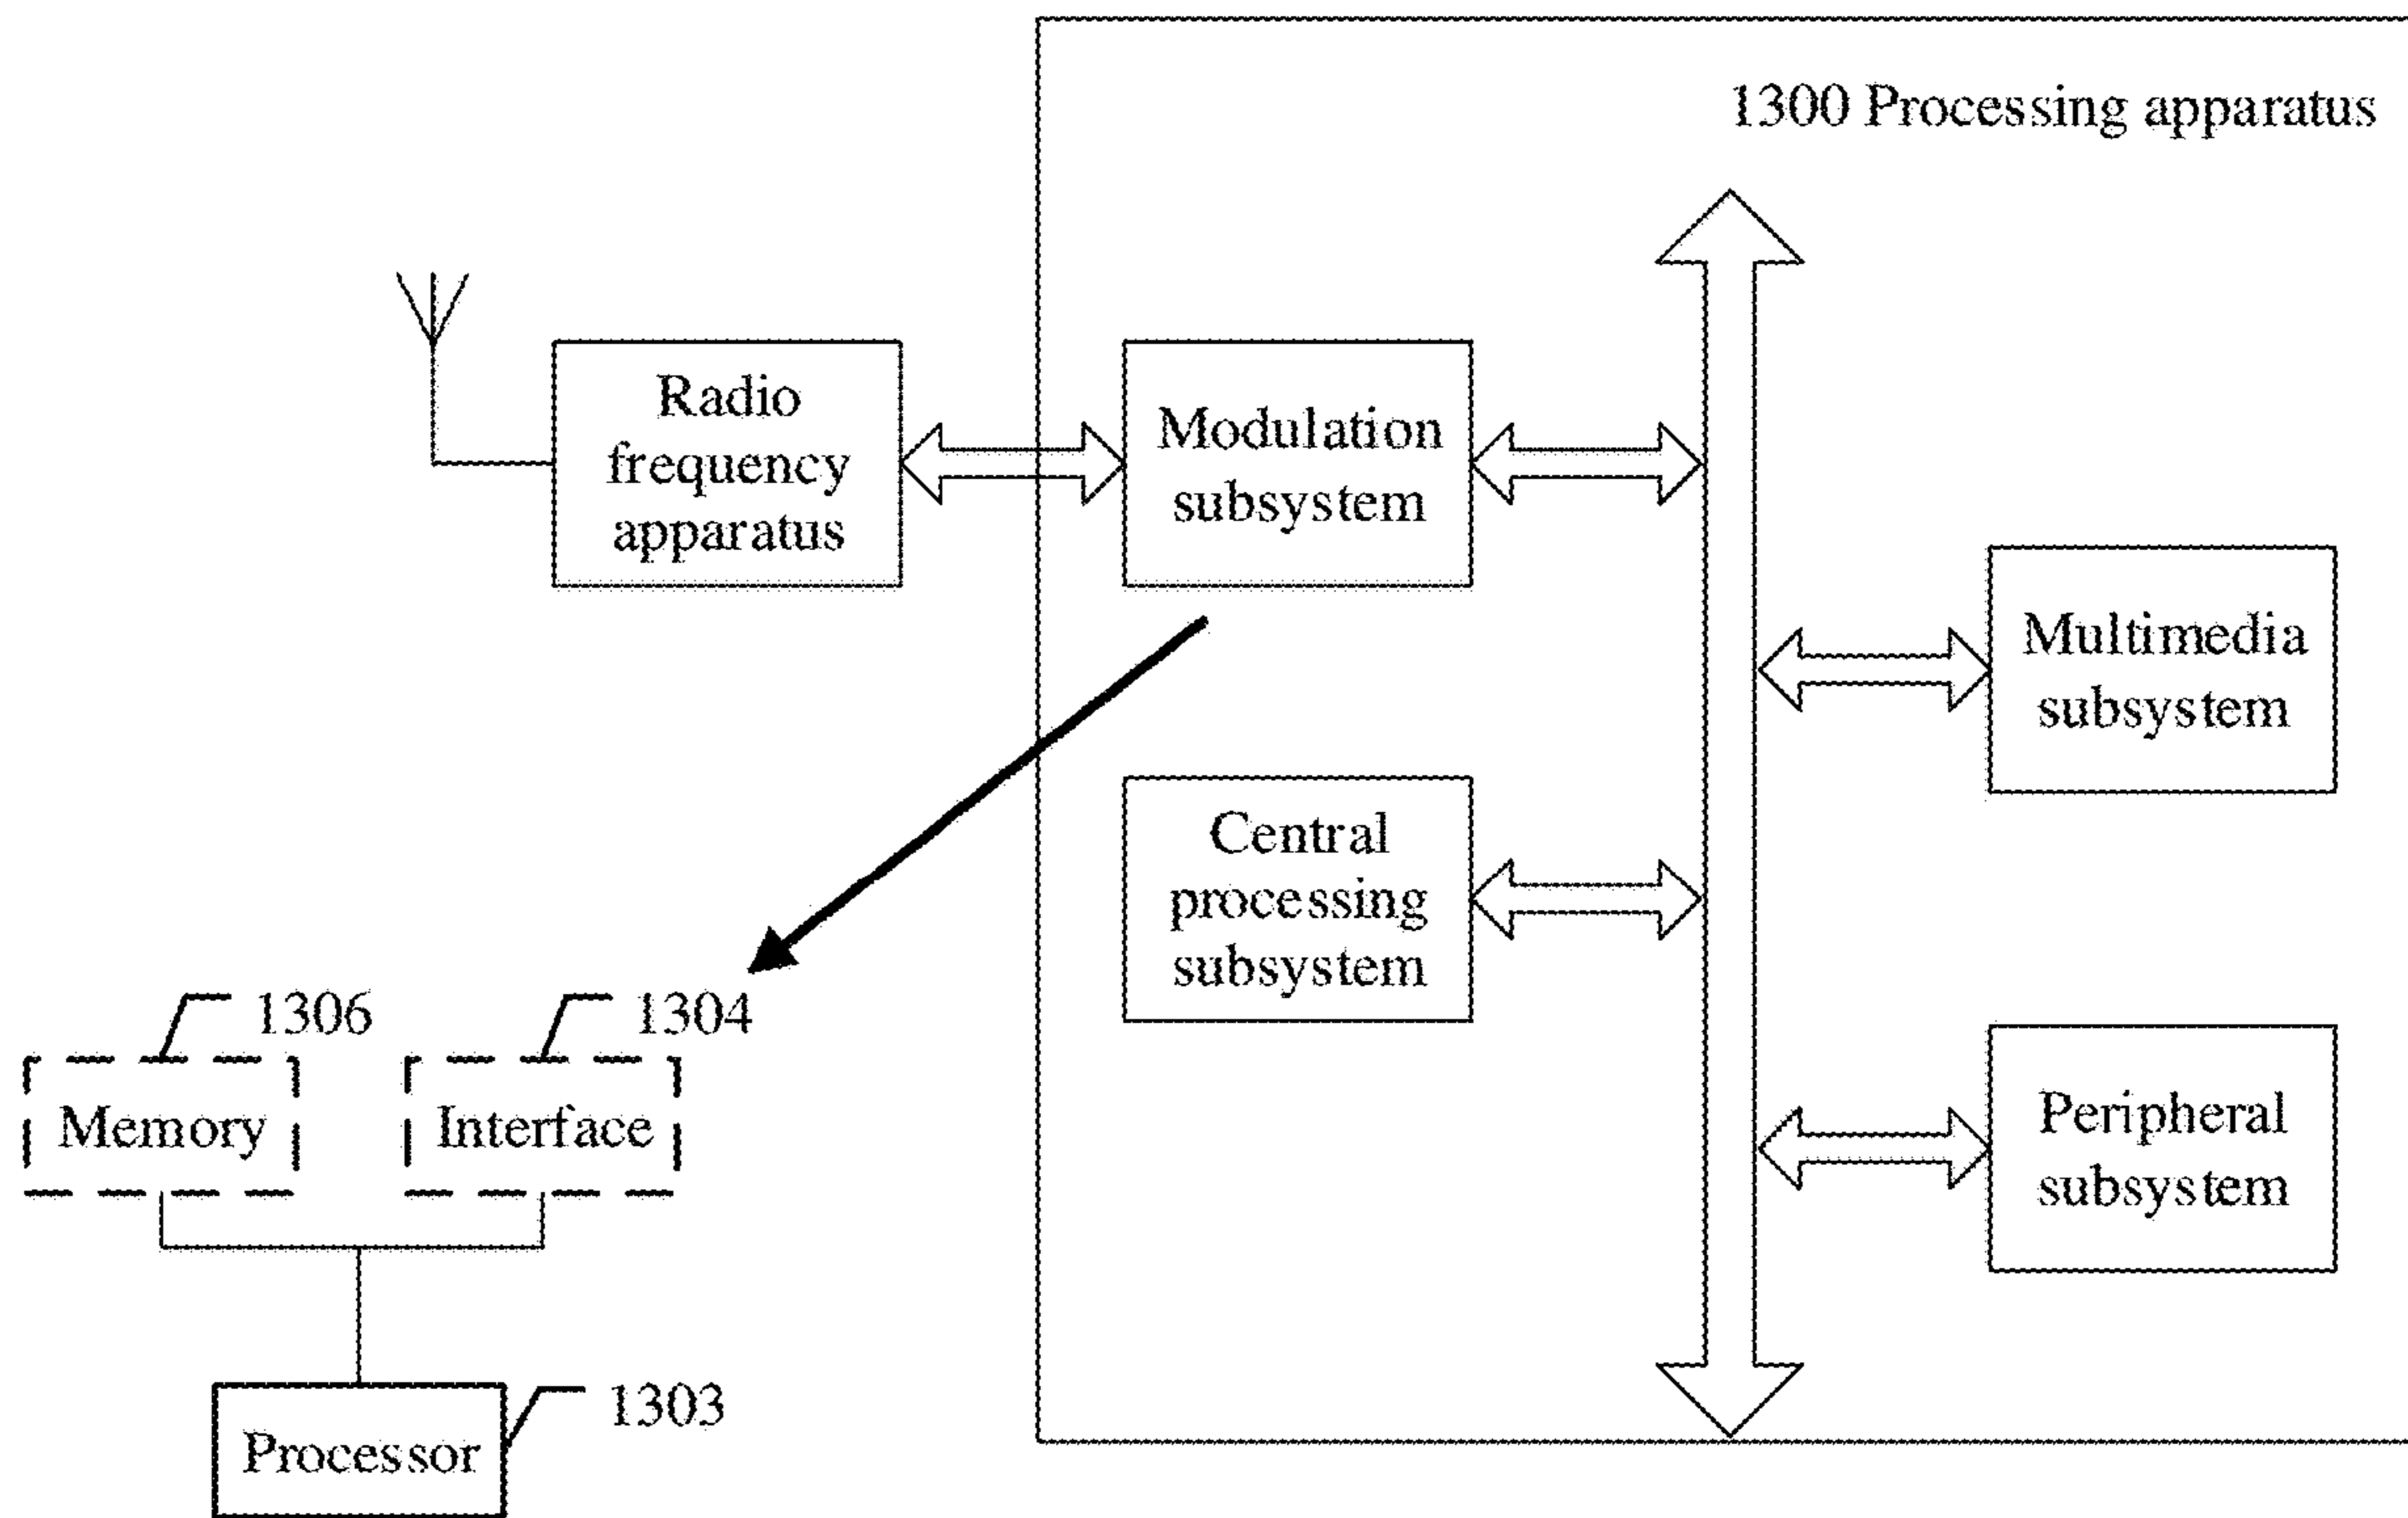 1300 Processing apparatus
Radio
frequency
apparatus
Modulation
subsystem
Multimedia
subsystem
Central
processing
subsystem
1306
1304
Memory
Interface
Peripheral
subsystem
1303
Processor